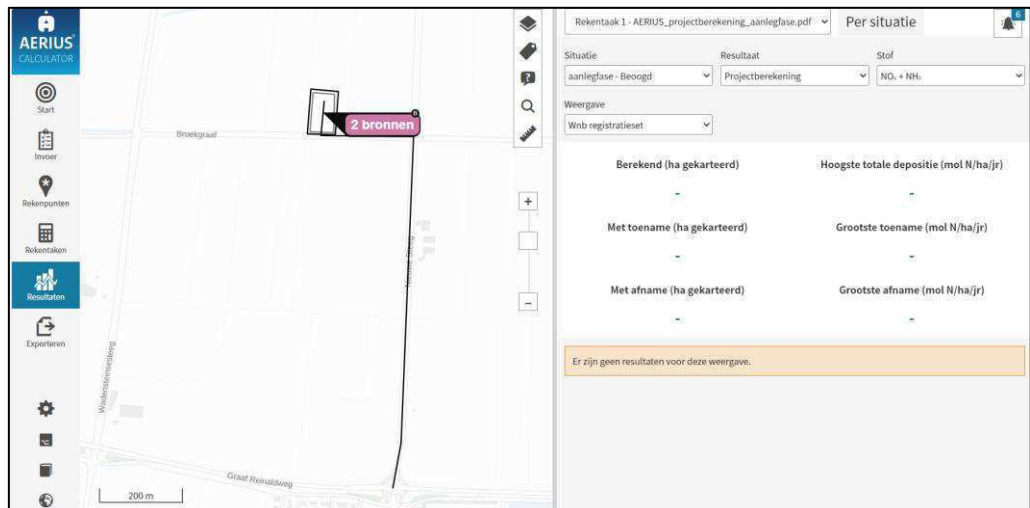 AERIUS®
CALCULATOR
Start
Invoer
Rekenpunten
Rekentaken
Resultaten
Exporteren
Broekgraaf
2 bronnen
Nieuwe Steeg
Wadensteinsesteeg
Graaf Reinaldweg
200 m
?
+
−
Rekentaak 1 - AERIUS_projectberekening_aanlegfase.pdf
Per situatie
6
Situatie
Resultaat
Stof
aanlegfase - Beoogd
Projectberekening
NOₓ + NH₃
Weergave
Wnb registratieset
Berekend (ha gekarteerd)
Hoogste totale depositie (mol N/ha/jr)
-
-
Met toename (ha gekarteerd)
Grootste toename (mol N/ha/jr)
-
-
Met afname (ha gekarteerd)
Grootste afname (mol N/ha/jr)
-
-
Er zijn geen resultaten voor deze weergave.